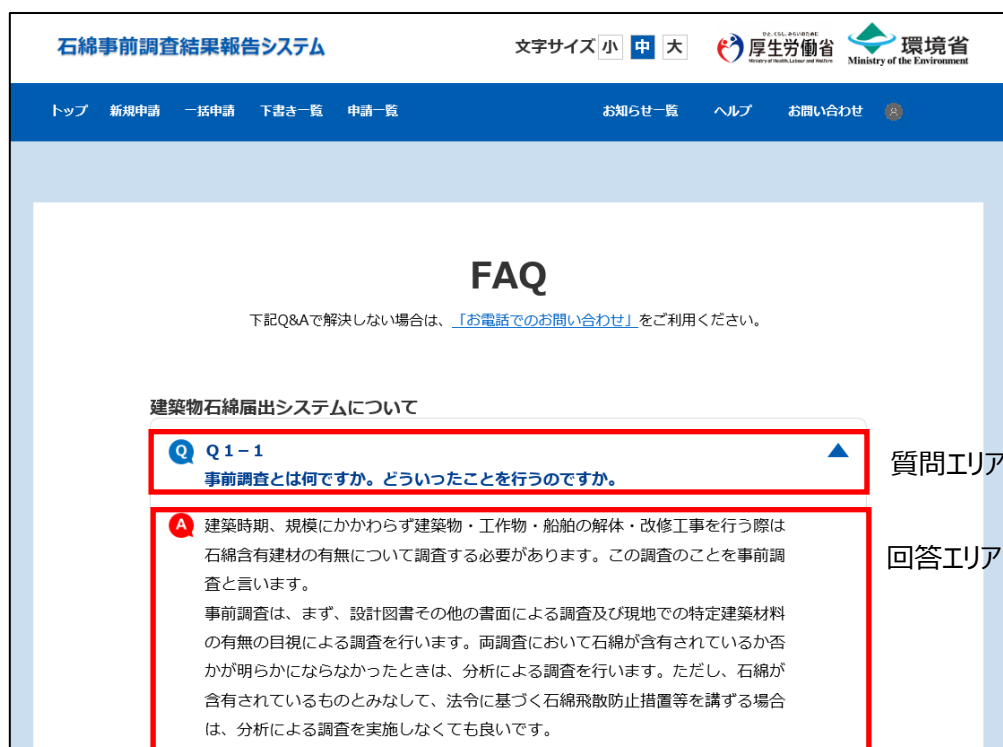 石綿事前調査結果報告システム
文字サイズ 小 中 大
ひと、くらし、みらいのために
厚生労働省
Ministry of Health, Labour and Welfare
環境省
Ministry of the Environment
トップ 新規申請 一括申請 下書き一覧 申請一覧 お知らせ一覧 ヘルプ お問い合わせ
FAQ
下記Q&Aで解決しない場合は、「お電話でのお問い合わせ」をご利用ください。
建築物石綿届出システムについて
Q Q1-1
事前調査とは何ですか。どういったことを行うのですか。
質問エリア
A 建築時期、規模にかかわらず建築物・工作物・船舶の解体・改修工事を行う際は
石綿含有建材の有無について調査する必要があります。この調査のことを事前調
査と言います。
回答エリア
事前調査は、まず、設計図書その他の書面による調査及び現地での特定建築材料
の有無の目視による調査を行います。両調査において石綿が含有されているか否
かが明らかにならなかったときは、分析による調査を行います。ただし、石綿が
含有されているものとみなして、法令に基づく石綿飛散防止措置等を講ずる場合
は、分析による調査を実施しなくても良いです。